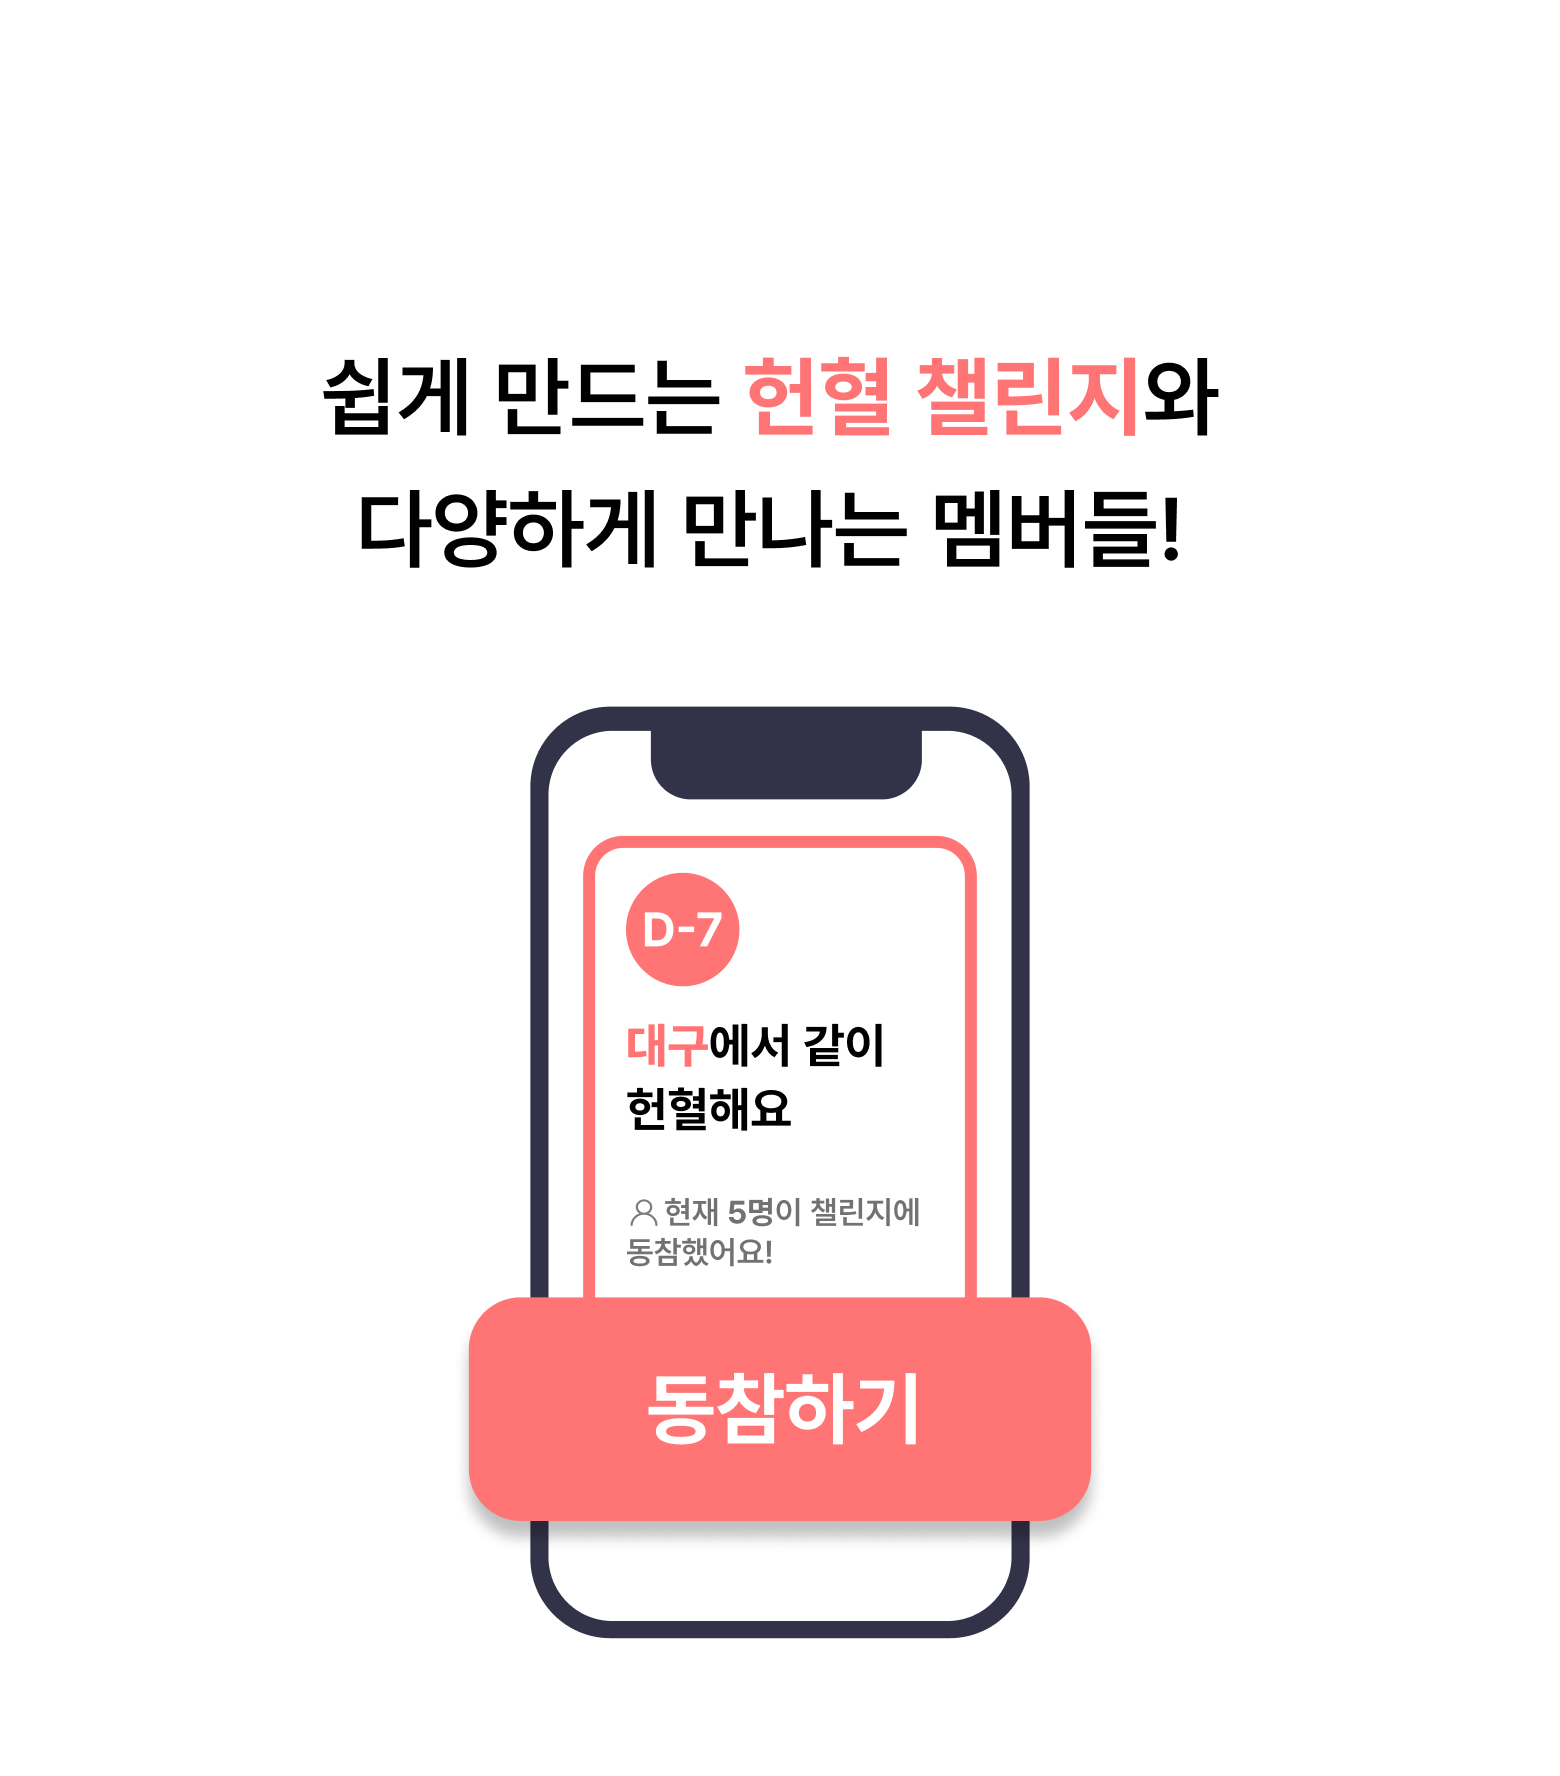 쉽게 만드는 헌혈 챌린지와
다양하게 만나는 멤버들!
D-7
대구에서 같이
헌혈해요
현재 5명이 챌린지에
동참했어요!
동참하기